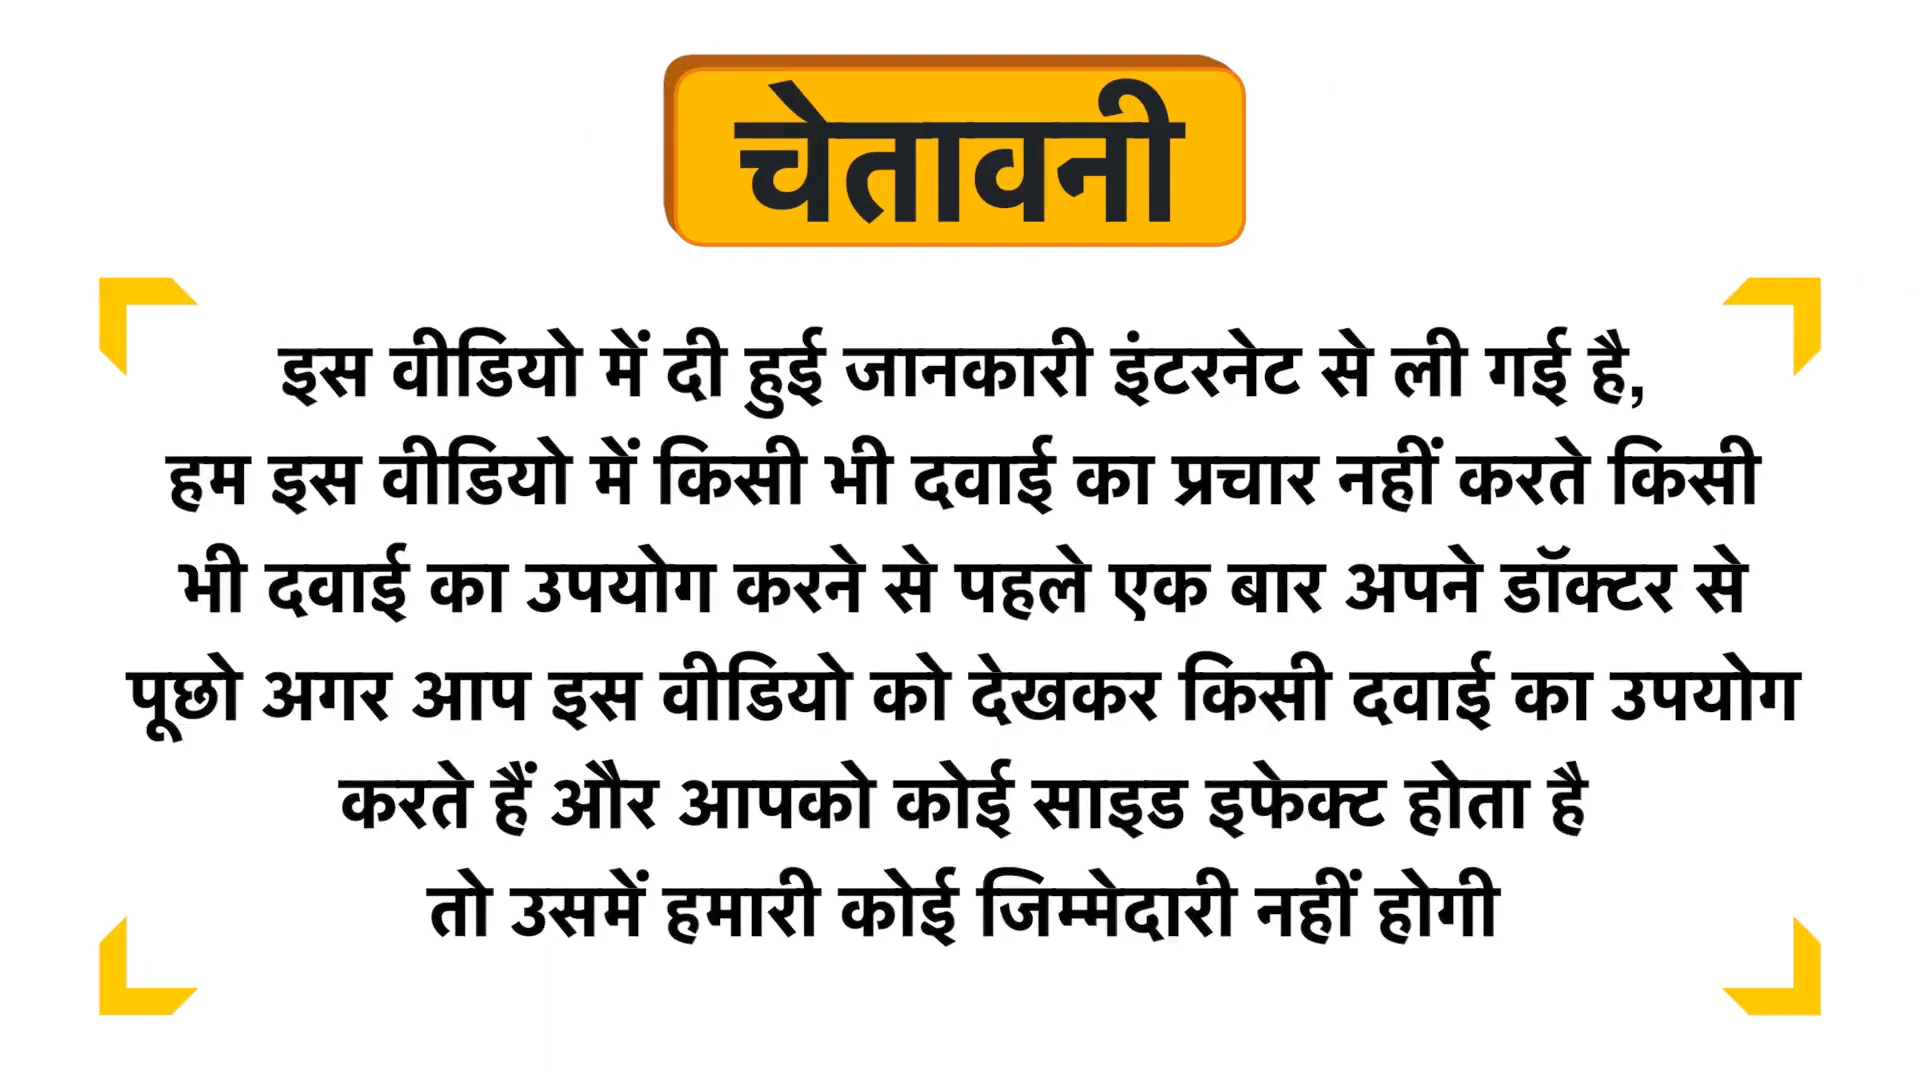 चेतावनी
इस वीडियो में दी हुई जानकारी इंटरनेट से ली गई है,
हम इस वीडियो में किसी भी दवाई का प्रचार नहीं करते किसी
भी दवाई का उपयोग करने से पहले एक बार अपने डॉक्टर से
पूछो अगर आप इस वीडियो को देखकर किसी दवाई का उपयोग
करते हैं और आपको कोई साइड इफेक्ट होता है
तो उसमें हमारी कोई जिम्मेदारी नहीं होगी